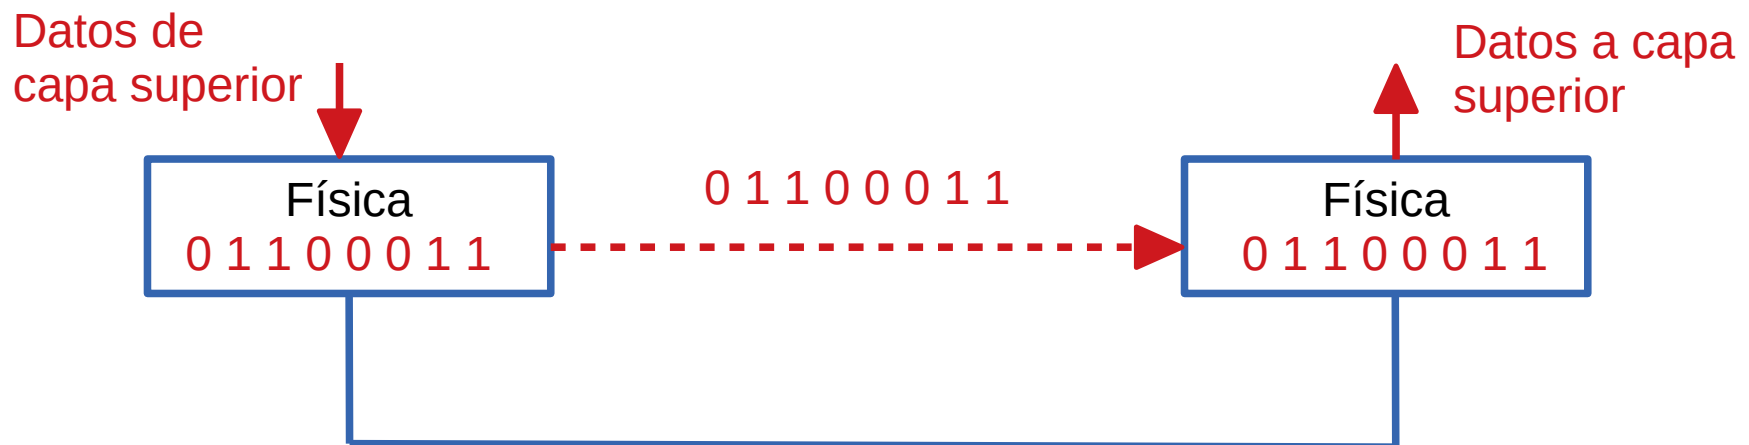 Datos de
capa superior
Datos a capa
superior
0 1 1 0 0 0 1 1
Física
0 1 1 0 0 0 1 1
Física
0 1 1 0 0 0 1 1